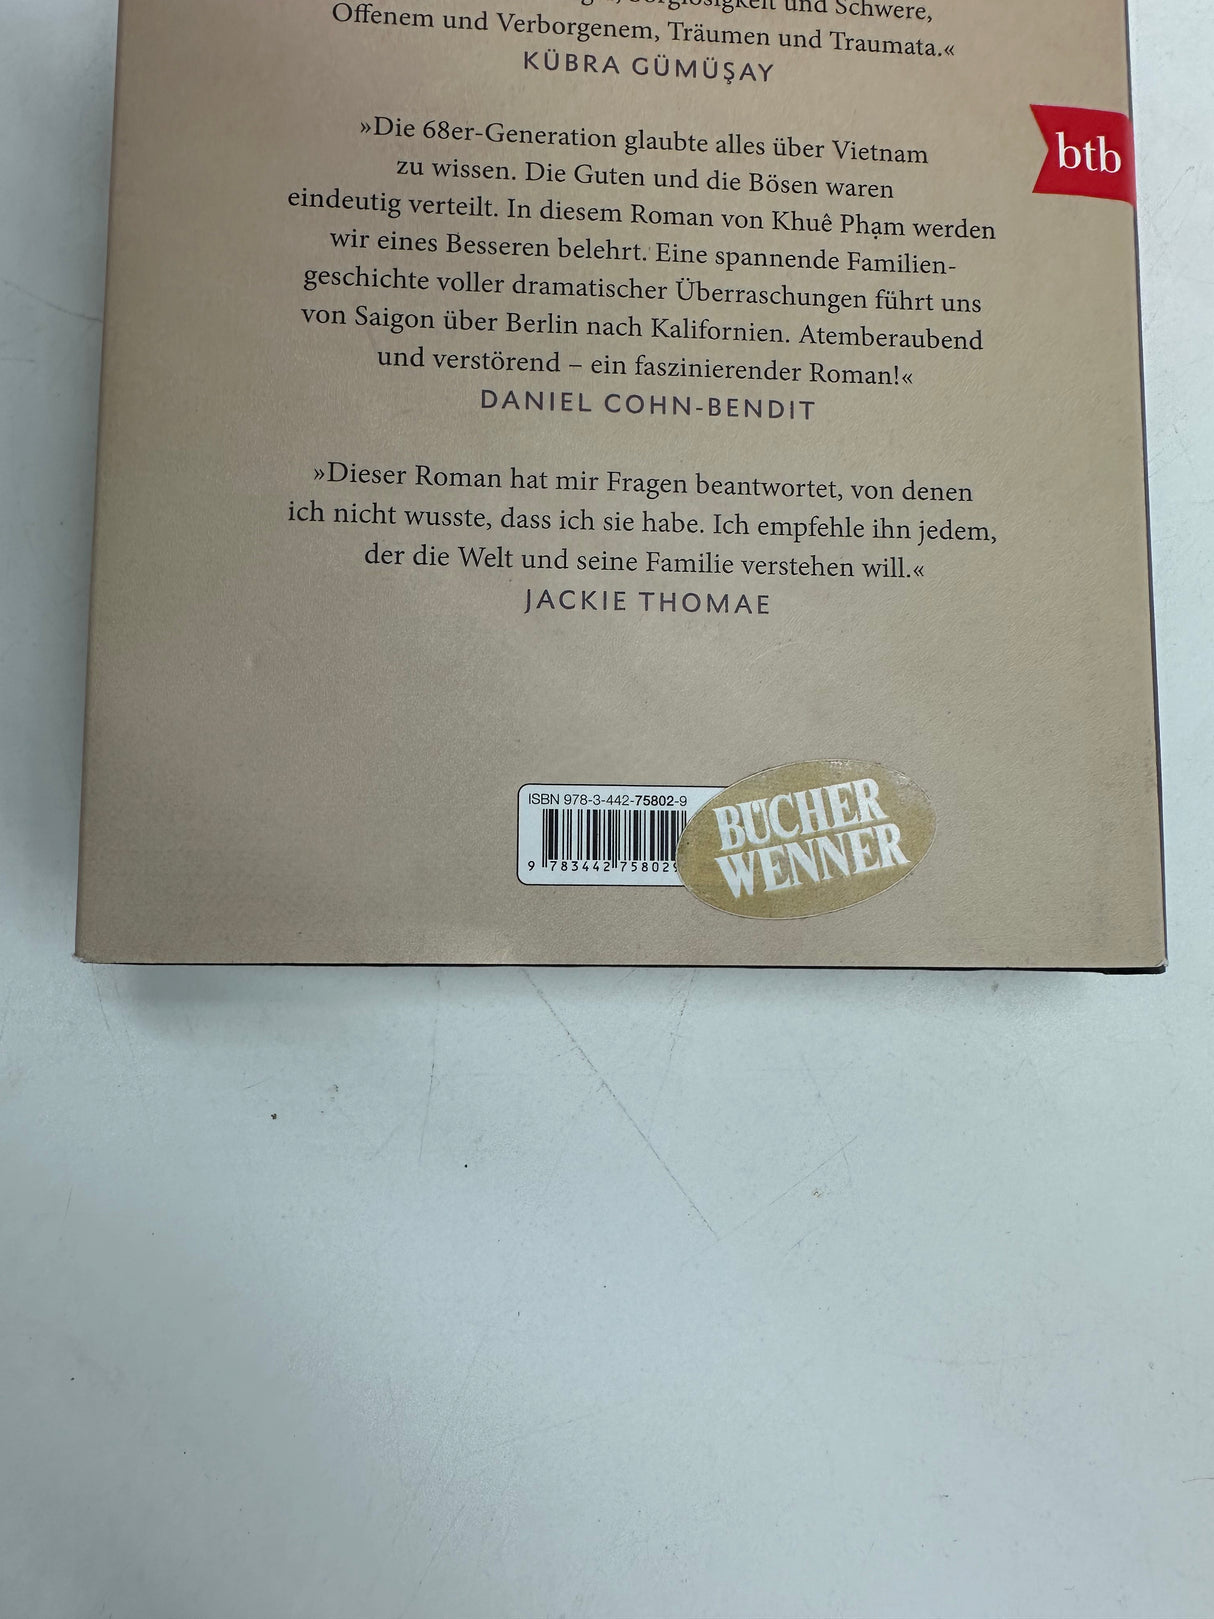 und Schwere,
Offenem und Verborgenem, Träumen und Traumata.«
KÜBRA GÜMÜŞAY
»Die 68er-Generation glaubte alles über Vietnam
zu wissen. Die Guten und die Bösen waren
eindeutig verteilt. In diesem Roman von Khuê Phạm werden
wir eines Besseren belehrt. Eine spannende Familien-
geschichte voller dramatischer Überraschungen führt uns
von Saigon über Berlin nach Kalifornien. Atemberaubend
und verstörend – ein faszinierender Roman!«
DANIEL COHN-BENDIT
»Dieser Roman hat mir Fragen beantwortet, von denen
ich nicht wusste, dass ich sie habe. Ich empfehle ihn jedem,
der die Welt und seine Familie verstehen will.«
JACKIE THOMAE
btb
ISBN 978-3-442-75802-9
9 783442 758029
BÜCHER
WENNER